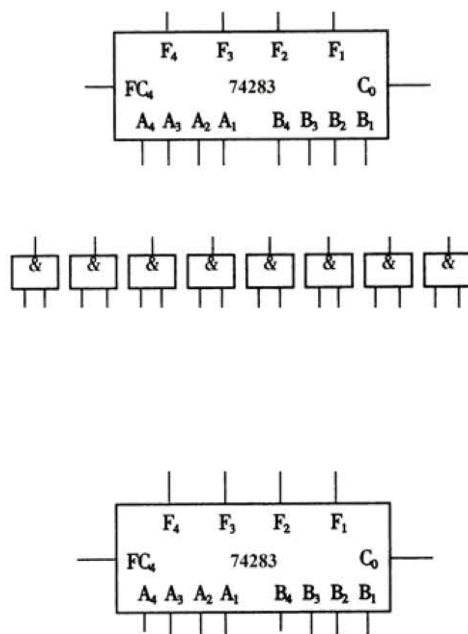 F₄ F₃ F₂ F₁
FC₄ 74283 C₀
A₄ A₃ A₂ A₁ B₄ B₃ B₂ B₁
& & & & & & & &
F₄ F₃ F₂ F₁
FC₄ 74283 C₀
A₄ A₃ A₂ A₁ B₄ B₃ B₂ B₁